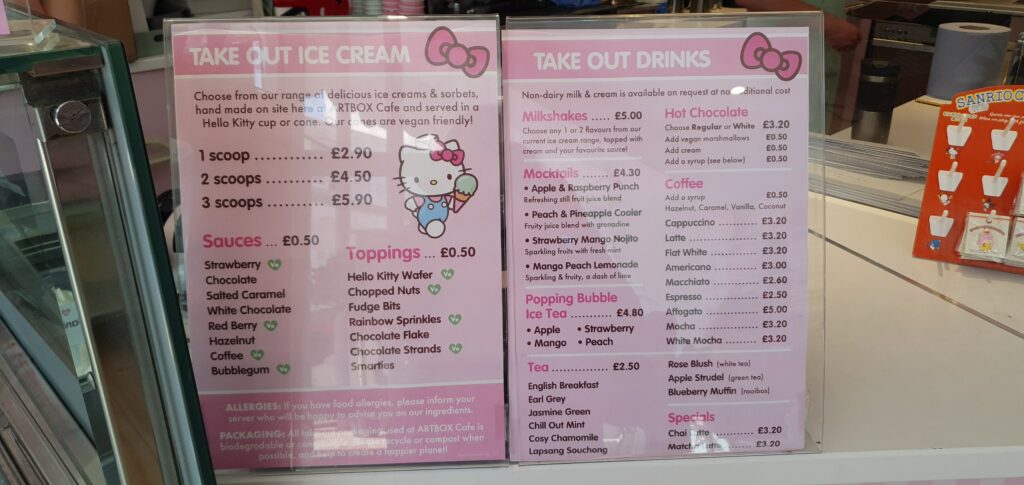 TAKE OUT ICE CREAM
Choose from our range of delicious ice creams & sorbets,
hand made on site here at ARTBOX Cafe and served in a
Hello Kitty cup or cone. Our cones are vegan friendly!
1 scoop ............ £2.90
2 scoops ........... £4.50
3 scoops ........... £5.90
Sauces ... £0.50
Strawberry
Chocolate
Salted Caramel
White Chocolate
Red Berry
Hazelnut
Coffee
Bubblegum
Toppings ... £0.50
Hello Kitty Wafer
Chopped Nuts
Fudge Bits
Rainbow Sprinkles
Chocolate Flake
Chocolate Strands
Smarties
ALLERGIES: If you have food allergies, please inform your
server who will be happy to advise you on our ingredients.
PACKAGING: All take out packaging used at ARTBOX Cafe is
biodegradable or compostible. Please recycle or compost when
possible, and help to create a happier planet!
TAKE OUT DRINKS
Non-dairy milk & cream is available on request at no additional cost
Milkshakes ..... £5.00
Choose any 1 or 2 flavours from our
current ice cream range, topped with
cream and your favourite sauce!
Mocktails ....... £4.30
• Apple & Raspberry Punch
Refreshing still fruit juice blend
• Peach & Pineapple Cooler
Fruity juice blend with grenadine
• Strawberry Mango Nojito
Sparkling fruits with fresh mint
• Mango Peach Lemonade
Sparkling & fruity, a dash of lime
Popping Bubble
Ice Tea .......... £4.80
• Apple • Strawberry
• Mango • Peach
Tea ............... £2.50
English Breakfast
Earl Grey
Jasmine Green
Chill Out Mint
Cosy Chamomile
Lapsang Souchong
Hot Chocolate
Choose Regular or White £3.20
Add vegan marshmallows £0.50
Add cream £0.50
Add a syrup (see below) £0.50
Coffee
Add a syrup £0.50
Hazelnut, Caramel, Vanilla, Coconut
Cappuccino ............ £3.20
Latte ..................... £3.20
Flat White .............. £3.20
Americano ............. £3.00
Macchiato .............. £2.60
Espresso ................ £2.50
Affogato ................ £5.00
Mocha ................... £3.20
White Mocha ......... £3.20
Rose Blush (white tea)
Apple Strudel (green tea)
Blueberry Muffin (rooibos)
Specials
Chai Latte .............. £3.20
Matcha Latte .......... £3.20
SANRIO